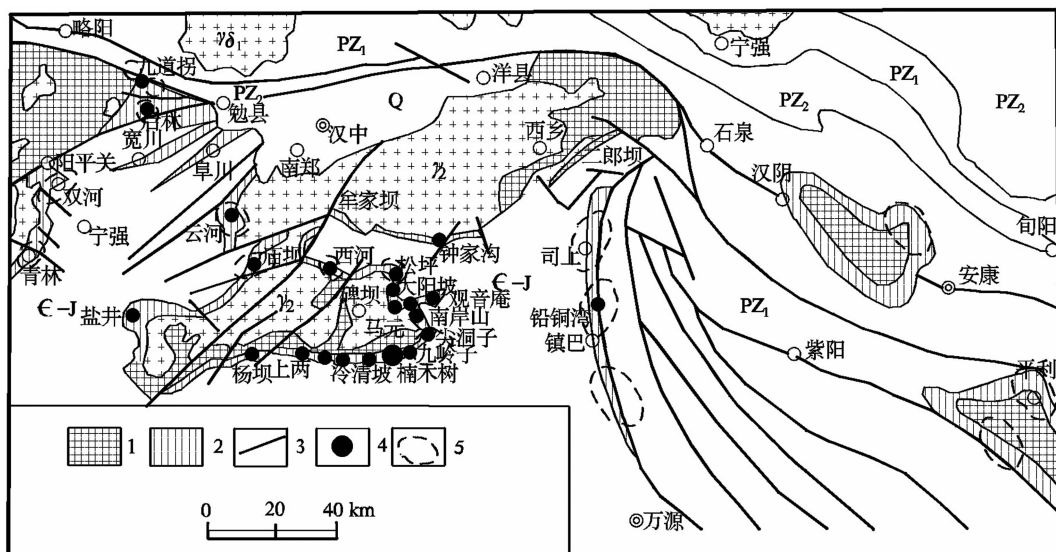 略阳
γδ₁
宁强
PZ₁
PZ₁
九道拐
PZ₂
洋县
PZ₂
勉县
Q
PZ₂
宽川
汉中
西乡
石泉
阳平关
阜川
南郑
二郎坝
汉阴
双河
γ₂
牟家坝
旬阳
宁强
云河
钟家沟
司上
青林
庙坝
西河
松坪
安康
Є-J
大阳坡
Є-J
盐井
γ₂
碑坝
观音庵
PZ₁
马元
南岸山
铅铜湾
尖洞子
镇巴
紫阳
九岭子
平利
杨坝
上两
冷清坡
楠木树
1
2
3
4
5
0
20
40 km
万源